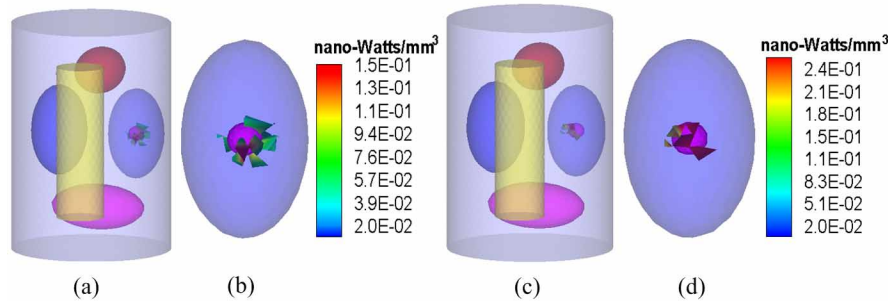 nano-Watts/mm³
1.5E-01
1.3E-01
1.1E-01
9.4E-02
7.6E-02
5.7E-02
3.9E-02
2.0E-02
nano-Watts/mm³
2.4E-01
2.1E-01
1.8E-01
1.5E-01
1.1E-01
8.3E-02
5.1E-02
2.0E-02
(a)
(b)
(c)
(d)